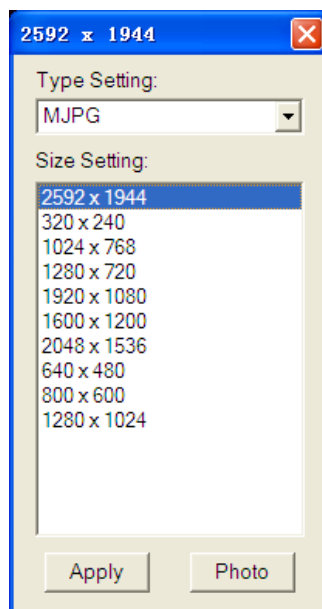 2592 x 1944
Type Setting:
MJPG
Size Setting:
2592 x 1944
320 x 240
1024 x 768
1280 x 720
1920 x 1080
1600 x 1200
2048 x 1536
640 x 480
800 x 600
1280 x 1024
Apply Photo